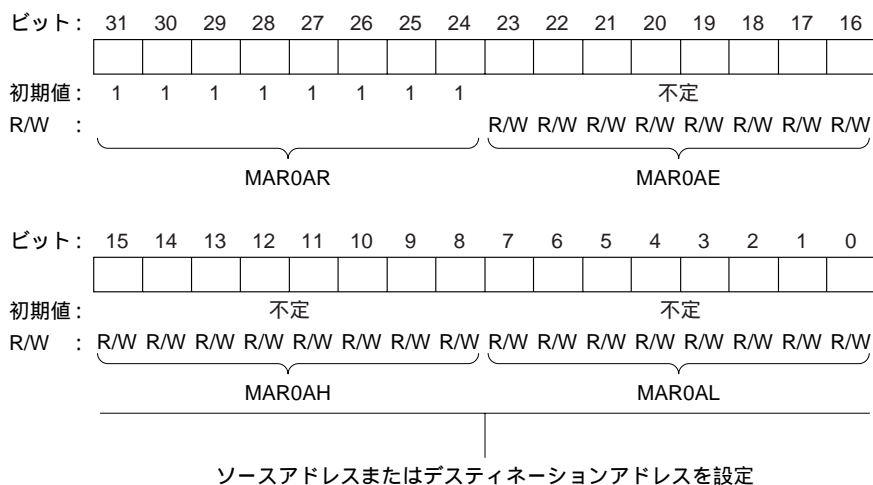 ビット: 31 30 29 28 27 26 25 24 23 22 21 20 19 18 17 16
初期値: 1 1 1 1 1 1 1 1 不定
R/W : R/W R/W R/W R/W R/W R/W R/W R/W
MAR0AR MAR0AE
ビット: 15 14 13 12 11 10 9 8 7 6 5 4 3 2 1 0
初期値: 不定 不定
R/W : R/W R/W R/W R/W R/W R/W R/W R/W R/W R/W R/W R/W R/W R/W R/W R/W
MAR0AH MAR0AL
ソースアドレスまたはデスティネーションアドレスを設定